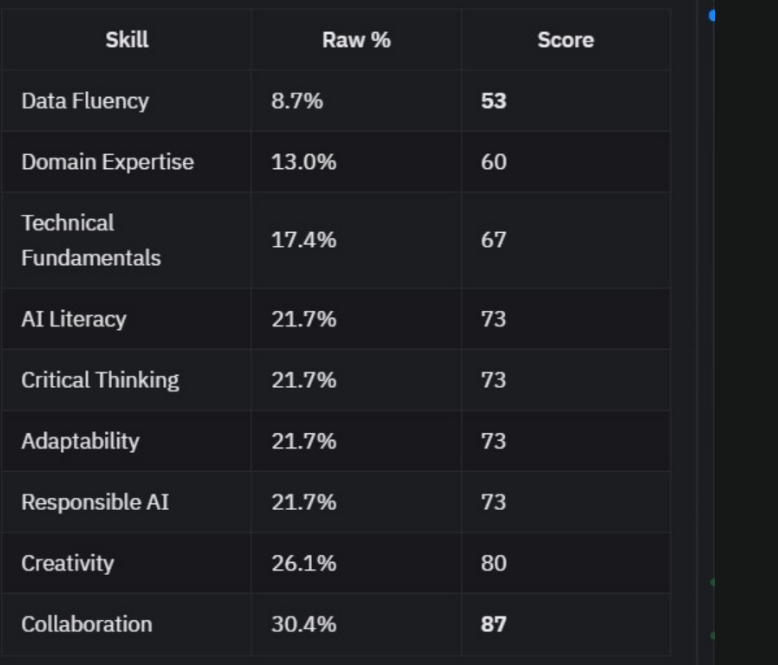 Skill Raw % Score
Data Fluency 8.7% 53
Domain Expertise 13.0% 60
Technical
Fundamentals 17.4% 67
AI Literacy 21.7% 73
Critical Thinking 21.7% 73
Adaptability 21.7% 73
Responsible AI 21.7% 73
Creativity 26.1% 80
Collaboration 30.4% 87